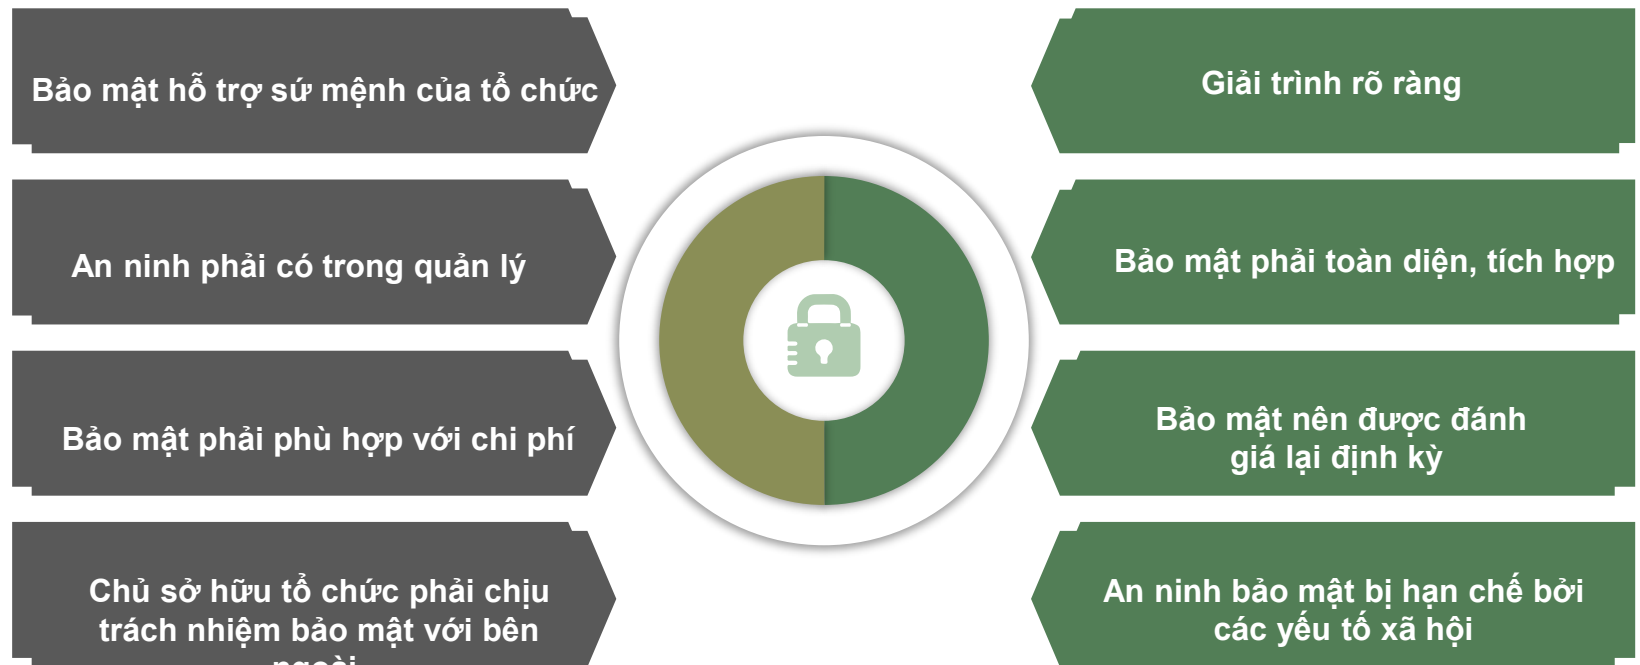 Bảo mật hỗ trợ sứ mệnh của tổ chức
An ninh phải có trong quản lý
Bảo mật phải phù hợp với chi phí
Chủ sở hữu tổ chức phải chịu
trách nhiệm bảo mật với bên
ngoài
Giải trình rõ ràng
Bảo mật phải toàn diện, tích hợp
Bảo mật nên được đánh
giá lại định kỳ
An ninh bảo mật bị hạn chế bởi
các yếu tố xã hội